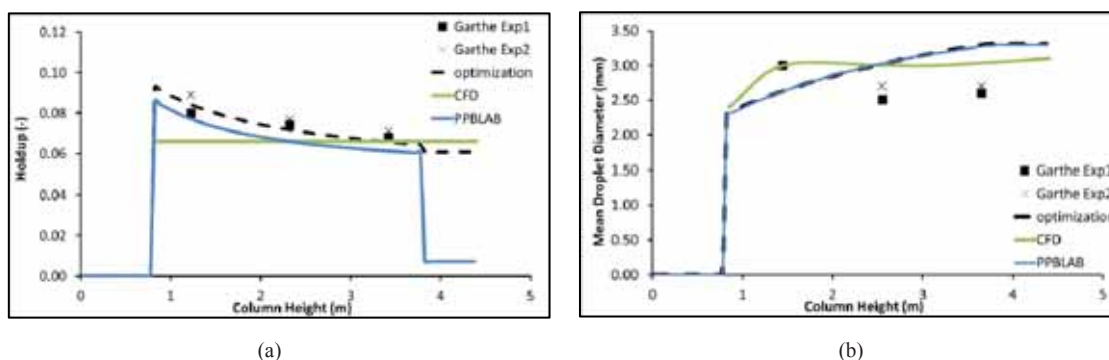 Holdup (-)
0.12
0.10
0.08
0.06
0.04
0.02
0.00
0 1 2 3 4 5
Column Height (m)
Garthe Exp1
Garthe Exp2
optimization
CFD
PPBLAB
(a)
Mean Droplet Diameter (mm)
3.50
3.00
2.50
2.00
1.50
1.00
0.50
0.00
0 1 2 3 4 5
Column Height (m)
Garthe Exp1
Garthe Exp2
optimization
CFD
PPBLAB
(b)